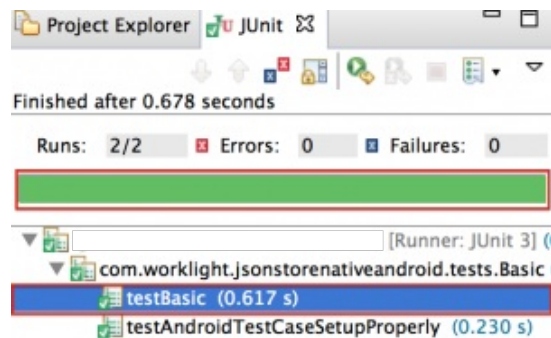 Project Explorer JUnit
Finished after 0.678 seconds
Runs: 2/2 Errors: 0 Failures: 0
[Runner: JUnit 3] (
com.worklight.jsonstorenativeandroid.tests.Basic
testBasic (0.617 s)
testAndroidTestCaseSetupProperly (0.230 s)